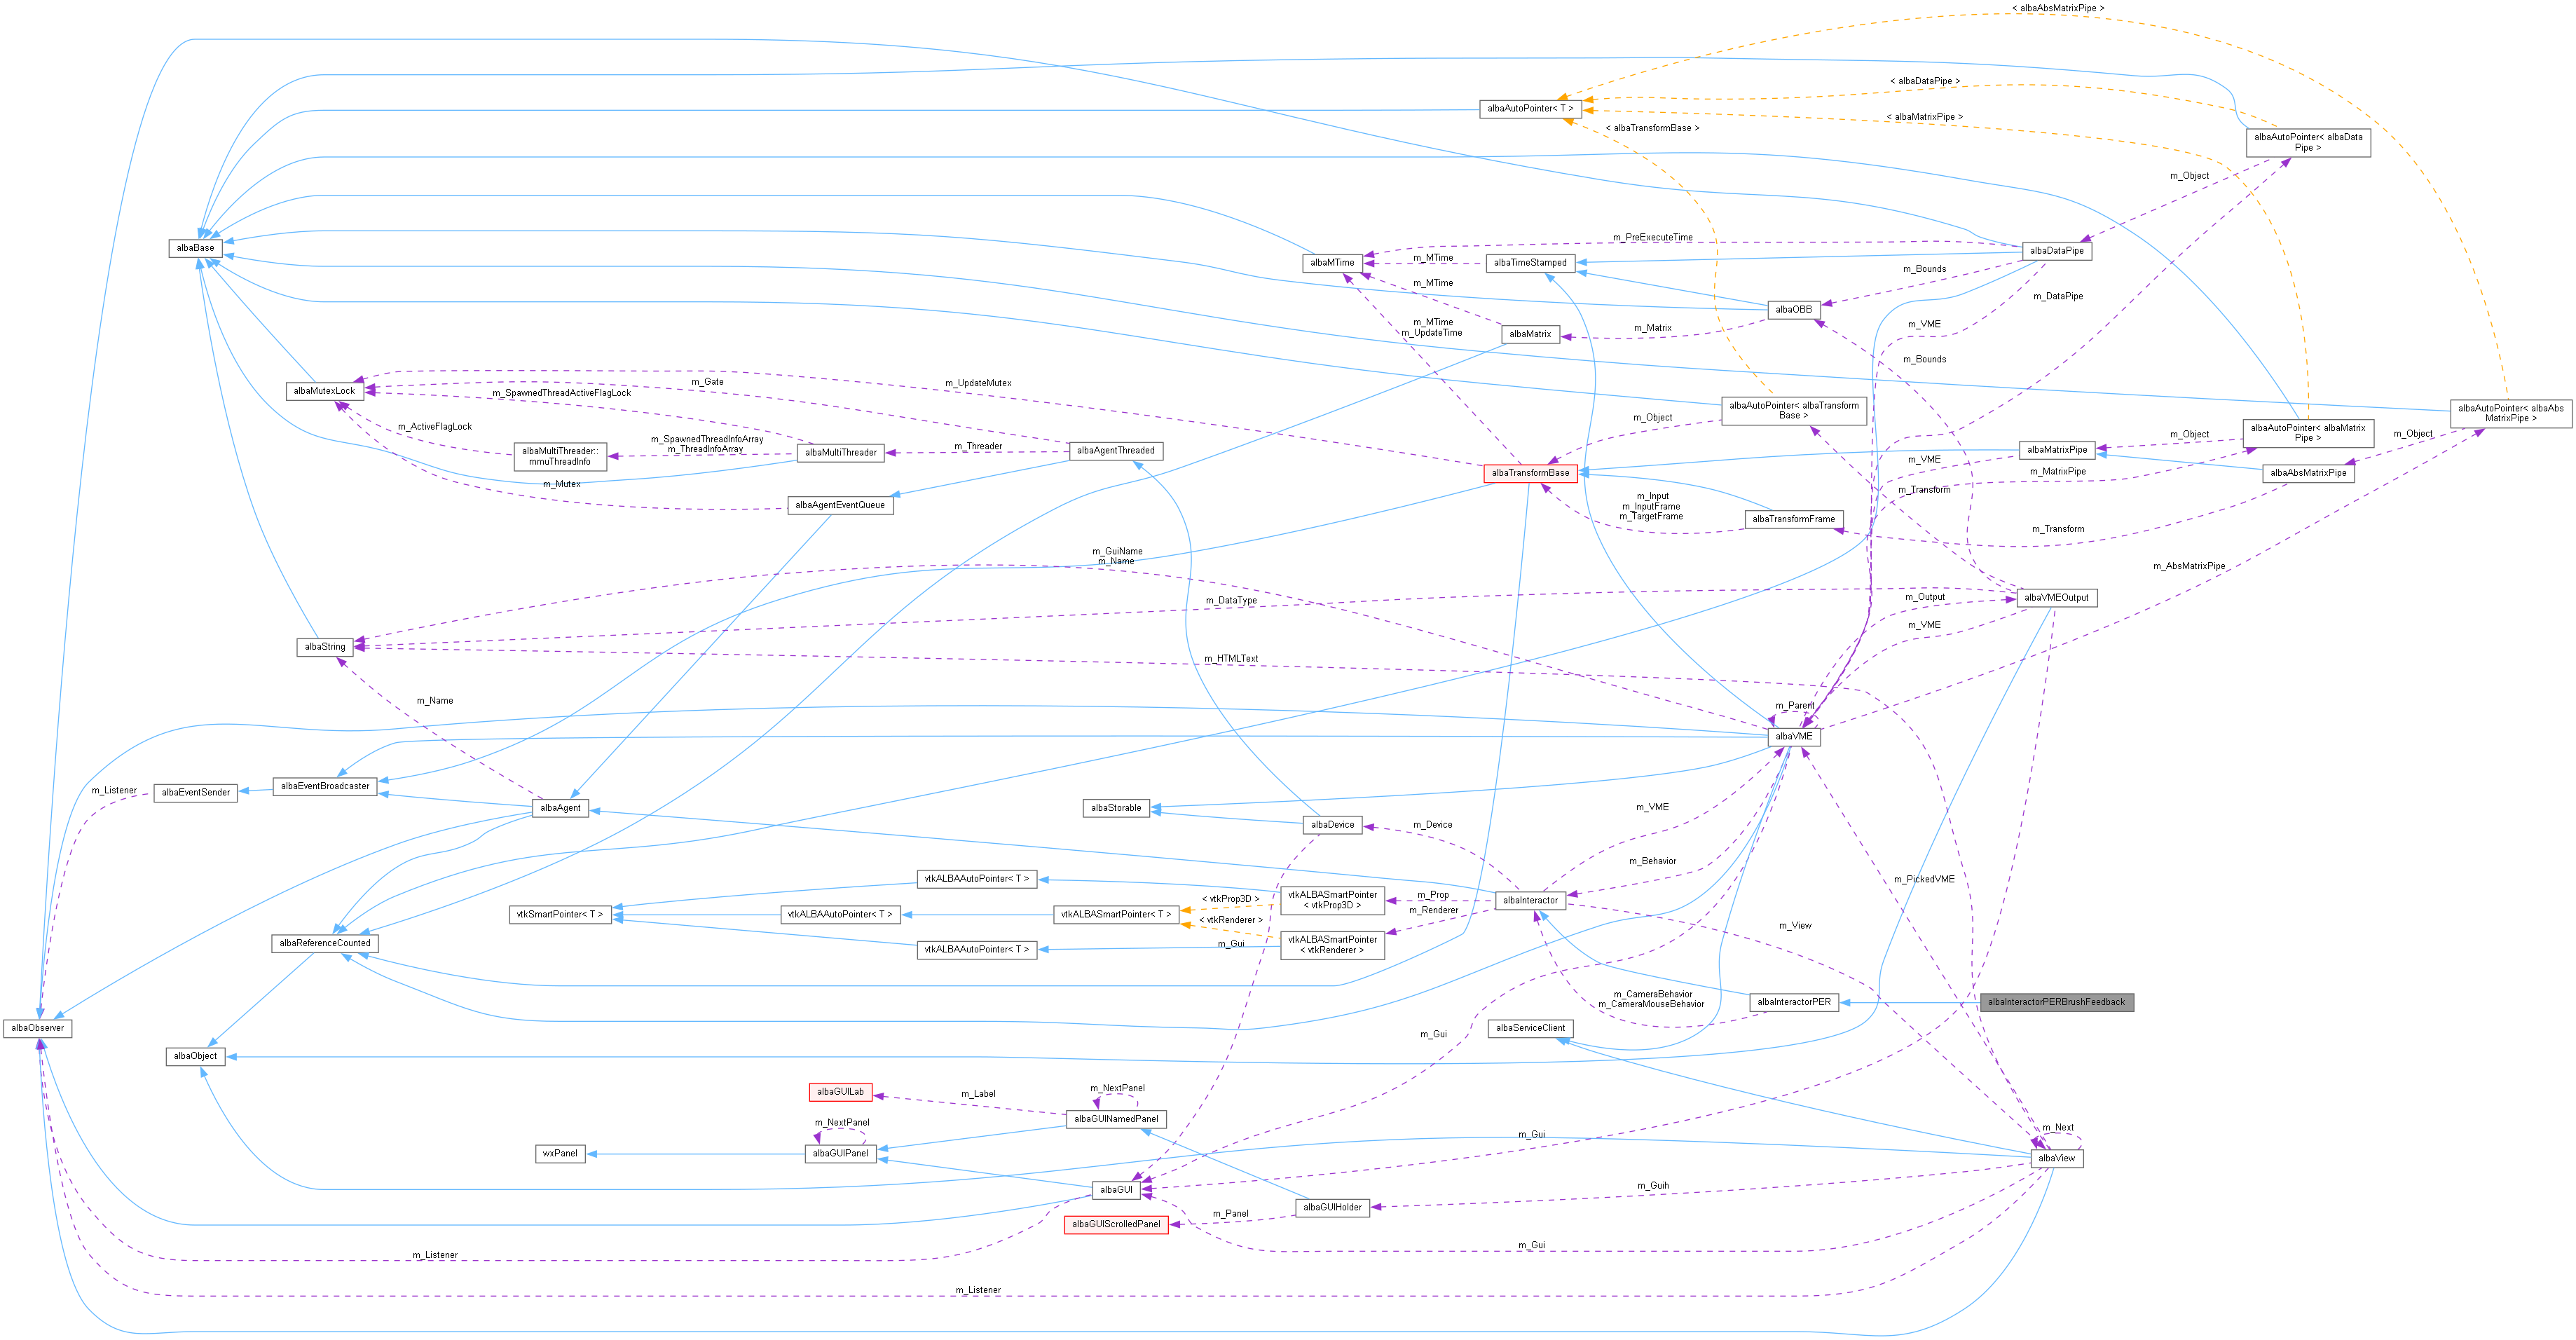 < albaAbsMatrixPipe >
< albaDataPipe >
albaAutoPointer< T >
< albaMatrixPipe >
< albaTransformBase >
albaAutoPointer< albaData
Pipe >
m_Object
albaBase
m_PreExecuteTime
albaDataPipe
albaMTime
m_MTime
albaTimeStamped
m_Bounds
m_MTime
m_DataPipe
albaOBB
m_MTime
m_UpdateTime
albaMatrix
m_Matrix
m_VME
m_Bounds
albaMutexLock
m_Gate
m_SpawnedThreadActiveFlagLock
m_UpdateMutex
albaAutoPointer< albaTransform
Base >
m_Object
albaAutoPointer< albaAbs
MatrixPipe >
albaAutoPointer< albaMatrix
Pipe >
m_Object
m_Object
m_ActiveFlagLock
albaMultiThreader::
mmuThreadInfo
m_SpawnedThreadInfoArray
m_ThreadInfoArray
albaMultiThreader
m_Threader
albaAgentThreaded
albaMatrixPipe
m_VME
m_MatrixPipe
albaAbsMatrixPipe
albaTransformBase
m_Mutex
albaAgentEventQueue
m_Transform
m_Input
m_InputFrame
m_TargetFrame
albaTransformFrame
m_Transform
m_GuiName
m_Name
m_AbsMatrixPipe
m_DataType
m_Output
albaVMEOutput
m_VME
albaString
m_HTMLText
m_Name
m_Parent
albaVME
m_Listener
albaEventSender
albaEventBroadcaster
albaAgent
albaStorable
m_VME
albaDevice
m_Device
m_Behavior
m_PickedVME
vtkALBAAutoPointer< T >
vtkALBASmartPointer
< vtkProp3D >
m_Prop
albaInteractor
< vtkProp3D >
vtkSmartPointer< T >
vtkALBAAutoPointer< T >
vtkALBASmartPointer< T >
< vtkRenderer >
m_Renderer
m_View
albaReferenceCounted
m_Gui
vtkALBAAutoPointer< T >
vtkALBASmartPointer
< vtkRenderer >
m_CameraBehavior
m_CameraMouseBehavior
albaInteractorPER
albaInteractorPERBrushFeedback
albaObserver
albaServiceClient
m_Gui
albaObject
albaGUILab
m_Label
m_NextPanel
albaGUINamedPanel
m_NextPanel
m_Next
m_Gui
wxPanel
albaGUIPanel
albaView
albaGUI
m_Guih
albaGUIHolder
m_Panel
albaGUIScrolledPanel
m_Listener
m_Gui
m_Listener